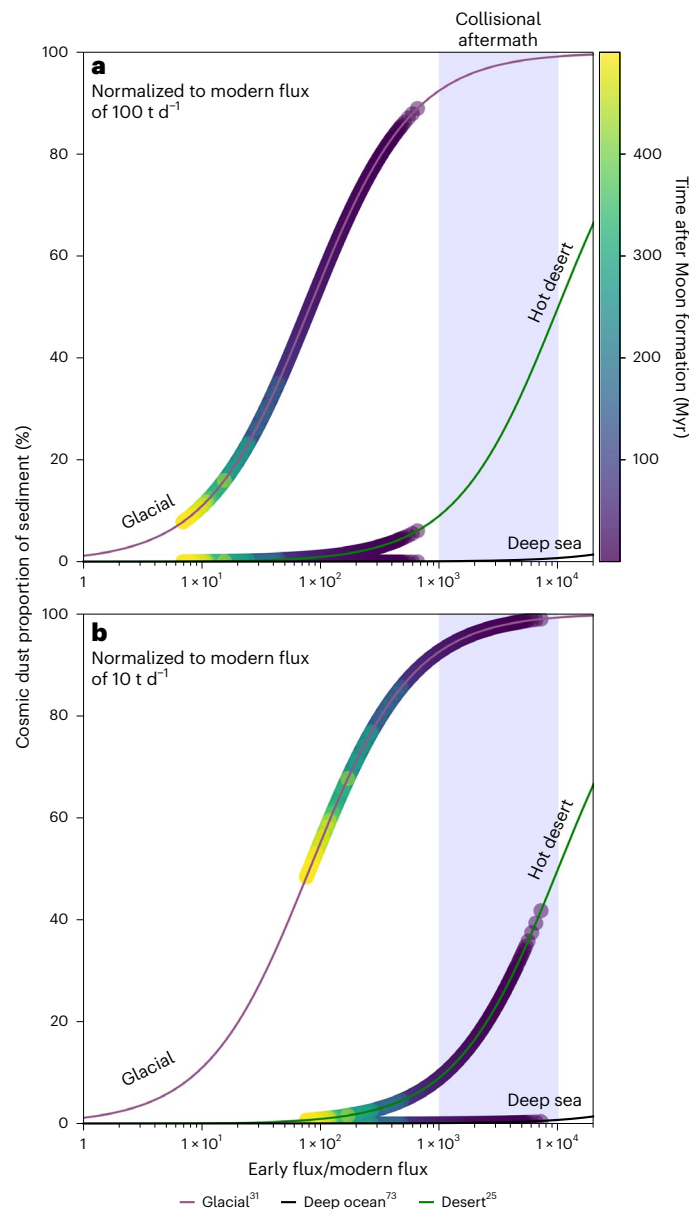 Collisional
aftermath
a
Normalized to modern flux
of 100 t d⁻¹
100
80
60
40
20
0
Glacial
Hot desert
Deep sea
1
1 × 10¹
1 × 10²
1 × 10³
1 × 10⁴
400
300
200
100
Time after Moon formation (Myr)
Cosmic dust proportion of sediment (%)
b
Normalized to modern flux
of 10 t d⁻¹
100
80
60
40
20
0
Glacial
Hot desert
Deep sea
1
1 × 10¹
1 × 10²
1 × 10³
1 × 10⁴
Early flux/modern flux
Glacial³¹ Deep ocean⁷³ Desert²⁵